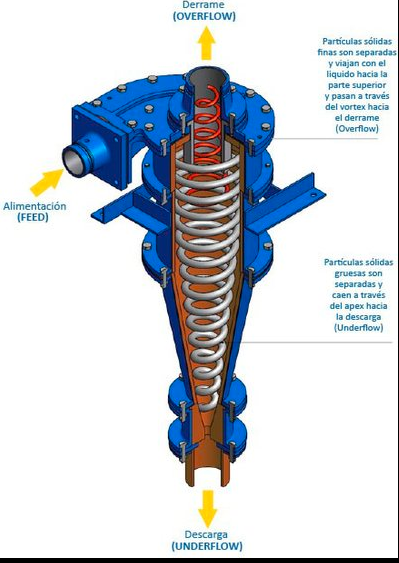 Derrame
(OVERFLOW)
Partículas sólidas
finas son separadas
y viajan con el
liquido hacia la
parte superior
y pasan a través
del vortex hacia
el derrame
(Overflow)
Alimentación
(FEED)
Partículas sólidas
gruesas son
separadas y
caen a través
del apex hacia
la descarga
(Underflow)
Descarga
(UNDERFLOW)